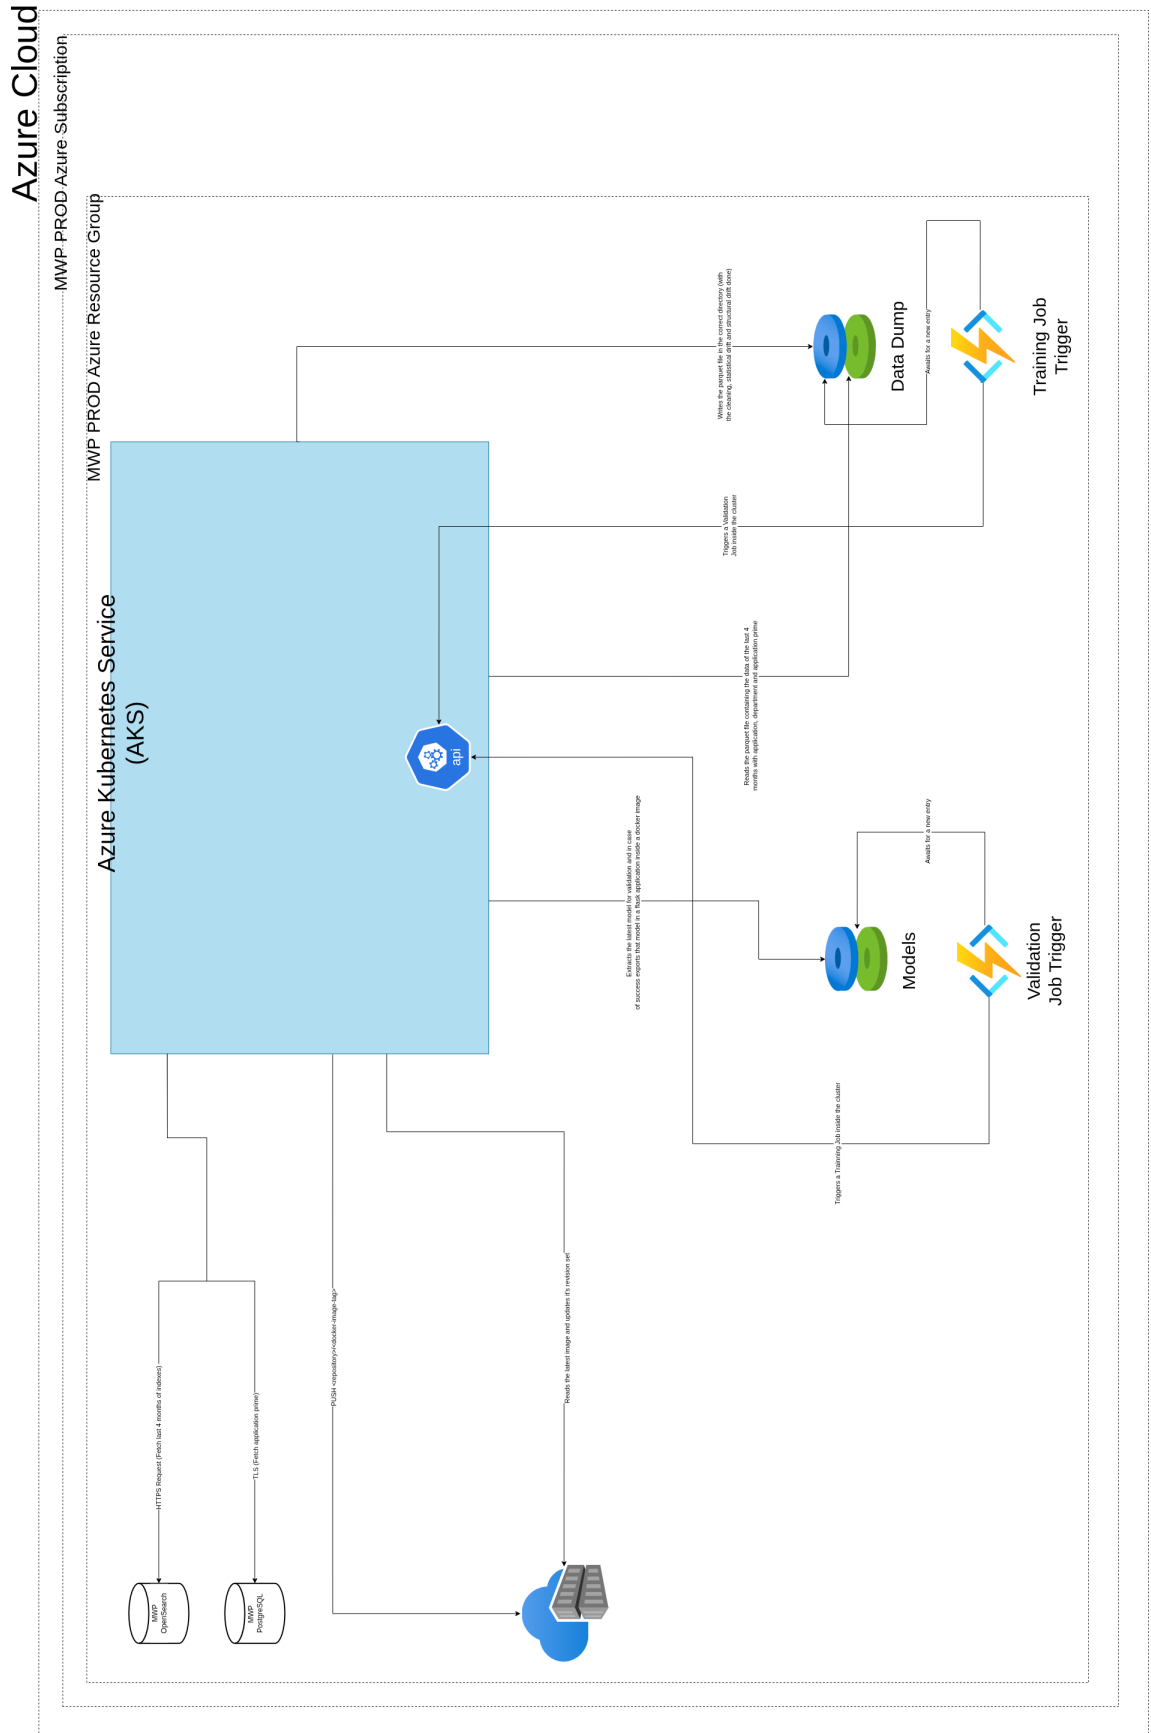 Azure Cloud
MWP PROD Azure Subscription
MWP PROD Azure Resource Group
Azure Kubernetes Service
(AKS)
api
Writes the parquet file in the correct directory (with
the cleaning, statistical drift and structural drift done)
Data Dump
Awaits for a new entry
Training Job
Trigger
Triggers a Validation
Job inside the cluster
Reads the parquet file containing the data of the last 4
months with application, department and application prime
Extracts the latest model for validation and in case
of success exports that model in a flask application inside a docker image
Models
Awaits for a new entry
Validation
Job Trigger
Triggers a Trainning Job inside the cluster
HTTPS Request (Fetch last 4 months of indexes)
TLS (Fetch application prime)
PUSH <repository>/<docker-image-tag>
Reads the latest image and updates it's revision set
MWP
OpenSearch
MWP
PostgreSQL